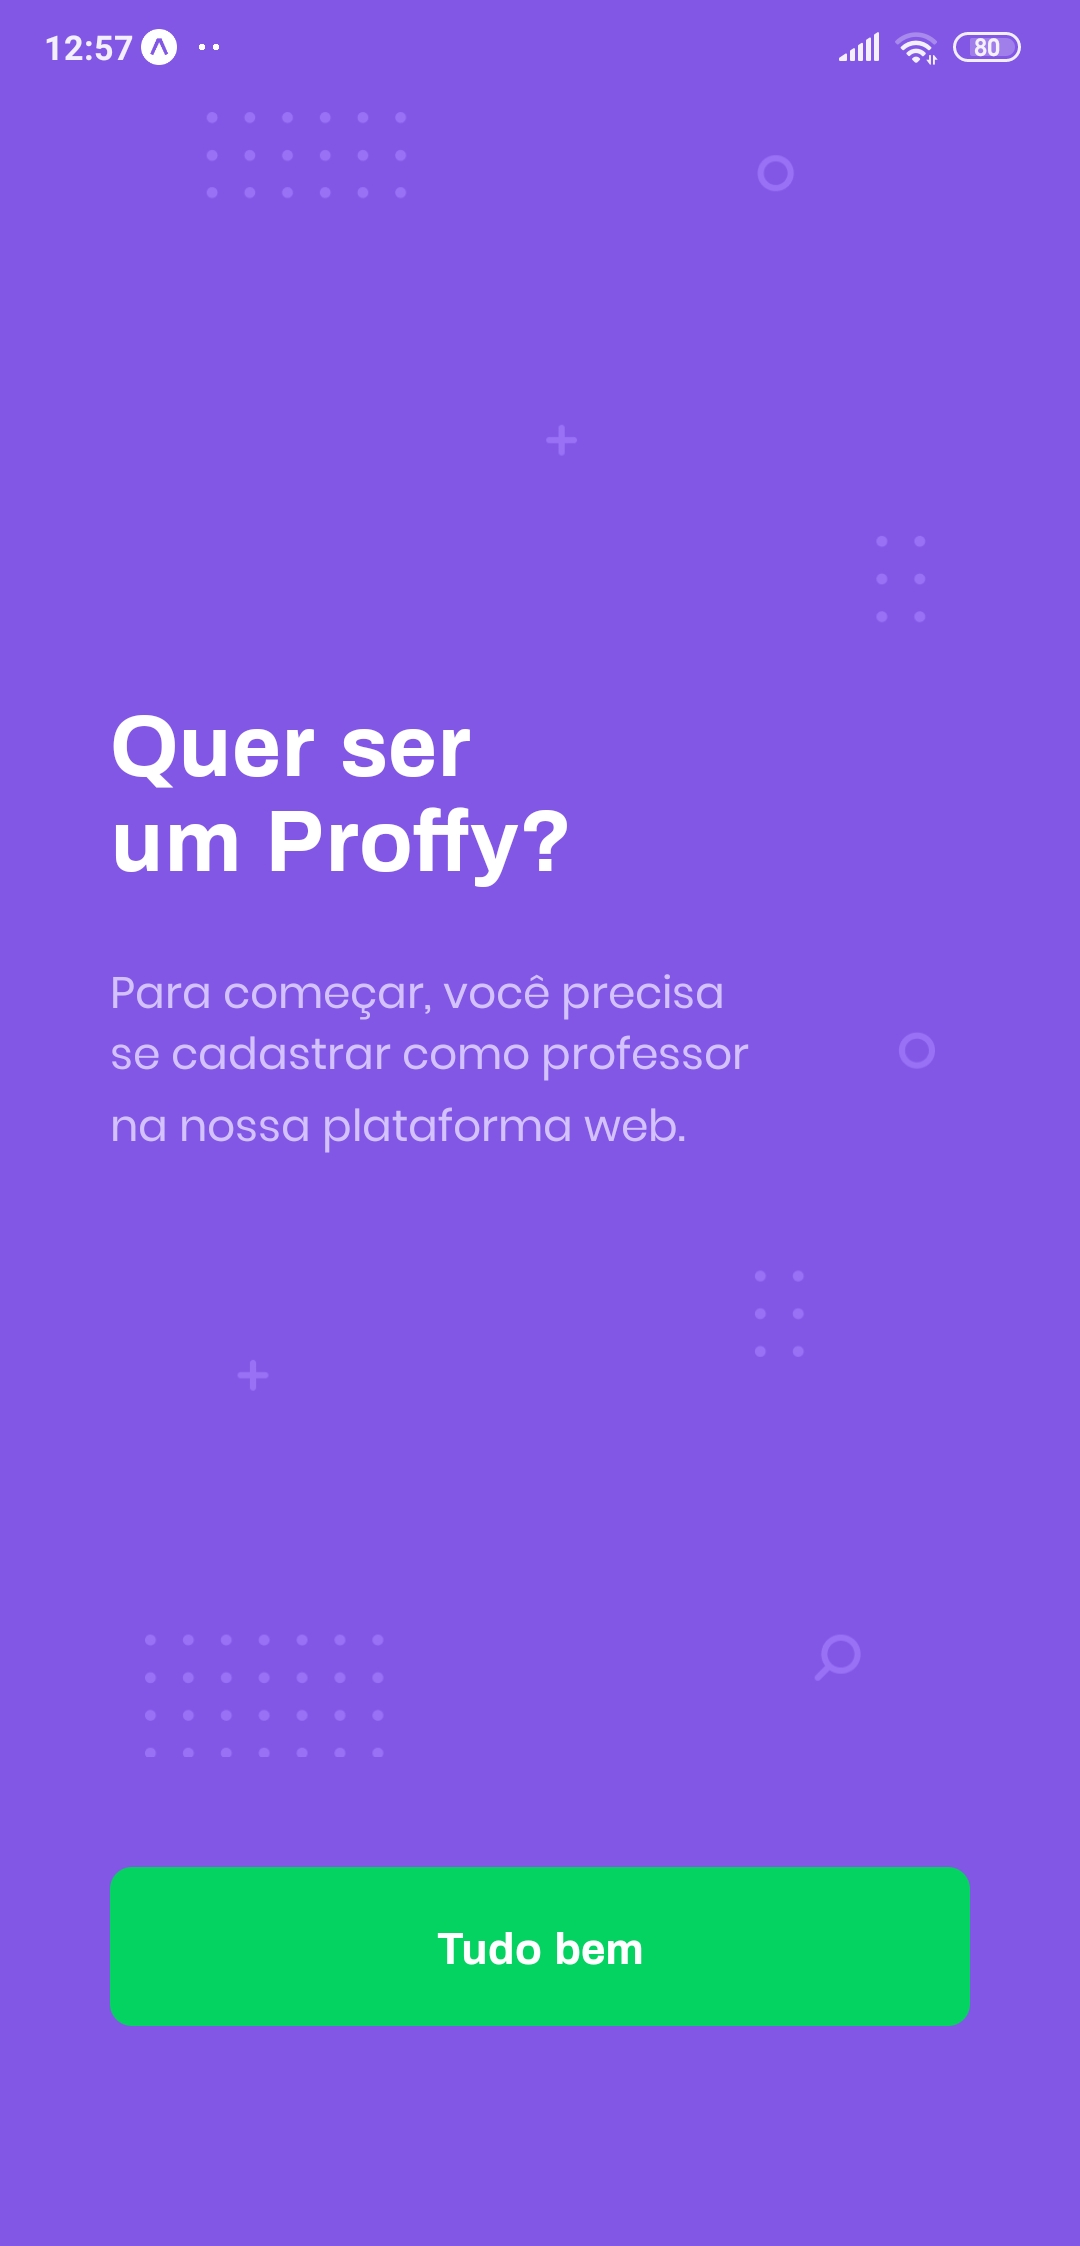 12:57
80
Quer ser
um Proffy?
Para começar, você precisa
se cadastrar como professor
na nossa plataforma web.
Tudo bem